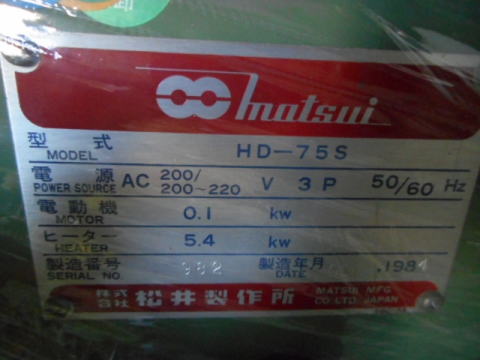 matsui
型式 HD-75S
MODEL
電源 AC 200/ 200~220 V 3P 50/60 Hz
POWER SOURCE
電動機 0.1 kw
MOTOR
ヒーター 5.4 kw
HEATER
製造番号 製造年月
SERIAL NO. DATE
株式会社 松井製作所 MATSUI MFG.
CO.LTD. JAPAN